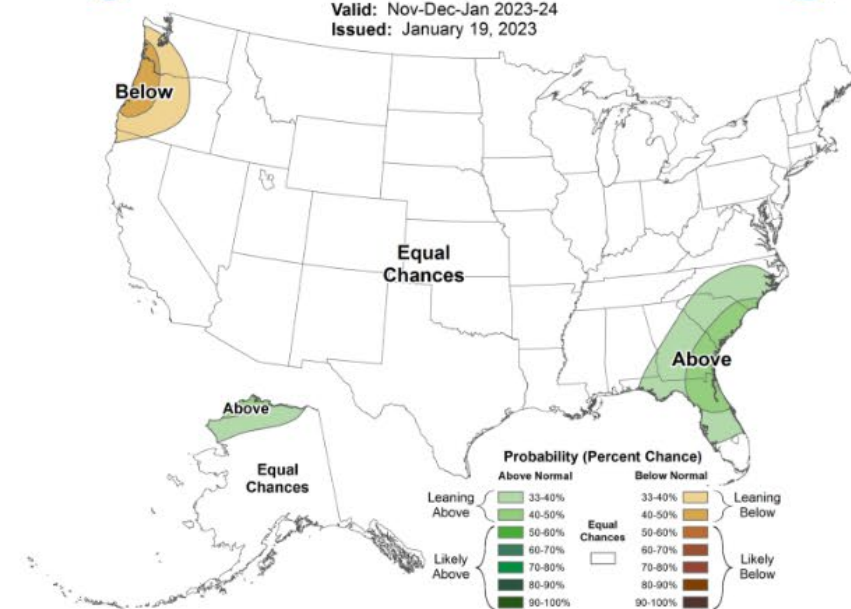 Valid: Nov-Dec-Jan 2023-24
Issued: January 19, 2023
Below
Equal
Chances
Above
Above
Equal
Chances
Probability (Percent Chance)
Above Normal
Below Normal
Leaning
Above
33-40%
40-50%
Likely
Above
50-60%
60-70%
70-80%
80-90%
90-100%
Equal
Chances
33-40%
40-50%
Leaning
Below
50-60%
60-70%
70-80%
80-90%
90-100%
Likely
Below